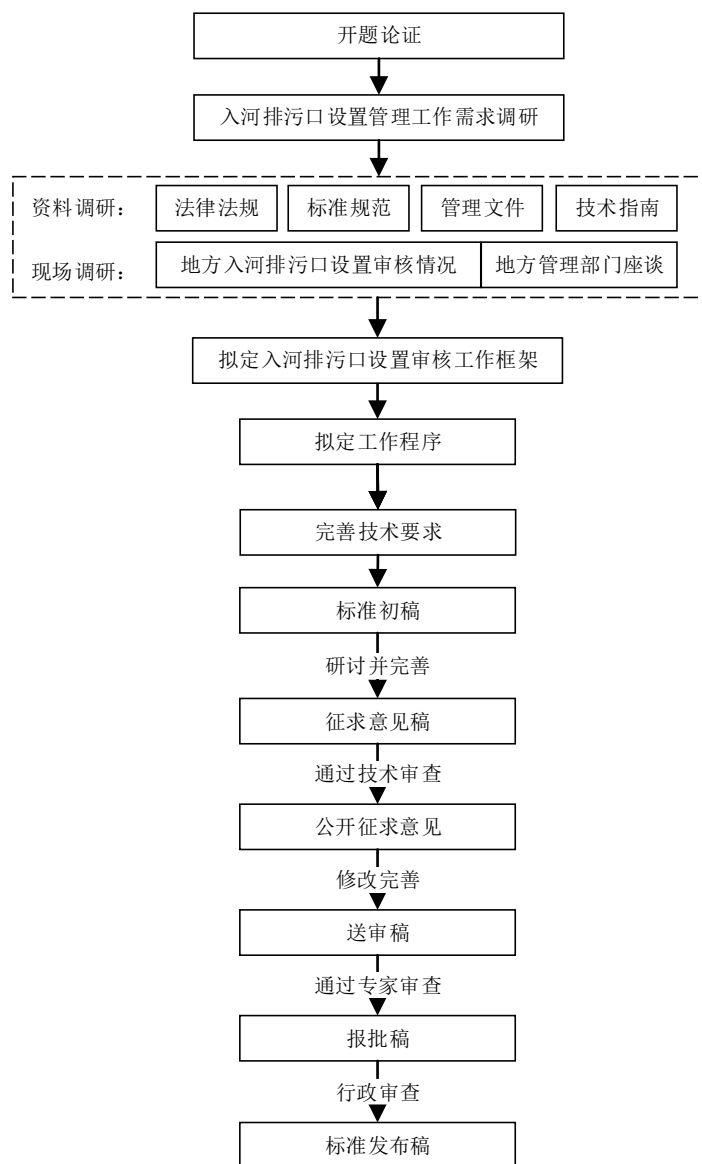 开题论证
入河排污口设置管理工作需求调研
资料调研： 法律法规 标准规范 管理文件 技术指南
现场调研： 地方入河排污口设置审核情况 地方管理部门座谈
拟定入河排污口设置审核工作框架
拟定工作程序
完善技术要求
标准初稿
研讨并完善
征求意见稿
通过技术审查
公开征求意见
修改完善
送审稿
通过专家审查
报批稿
行政审查
标准发布稿